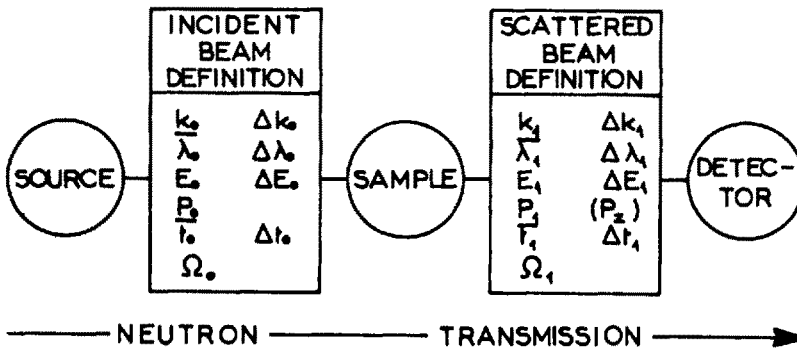 INCIDENT
BEAM
DEFINITION
SCATTERED
BEAM
DEFINITION
SOURCE
k₀ Δk₀
λ₀ Δλ₀
E₀ ΔE₀
P₀
t₀ Δt₀
Ω₀
SAMPLE
k₁ Δk₁
λ₁ Δλ₁
E₁ ΔE₁
P₁ (P₂)
t₁ Δt₁
Ω₁
DETEC-
TOR
NEUTRON TRANSMISSION